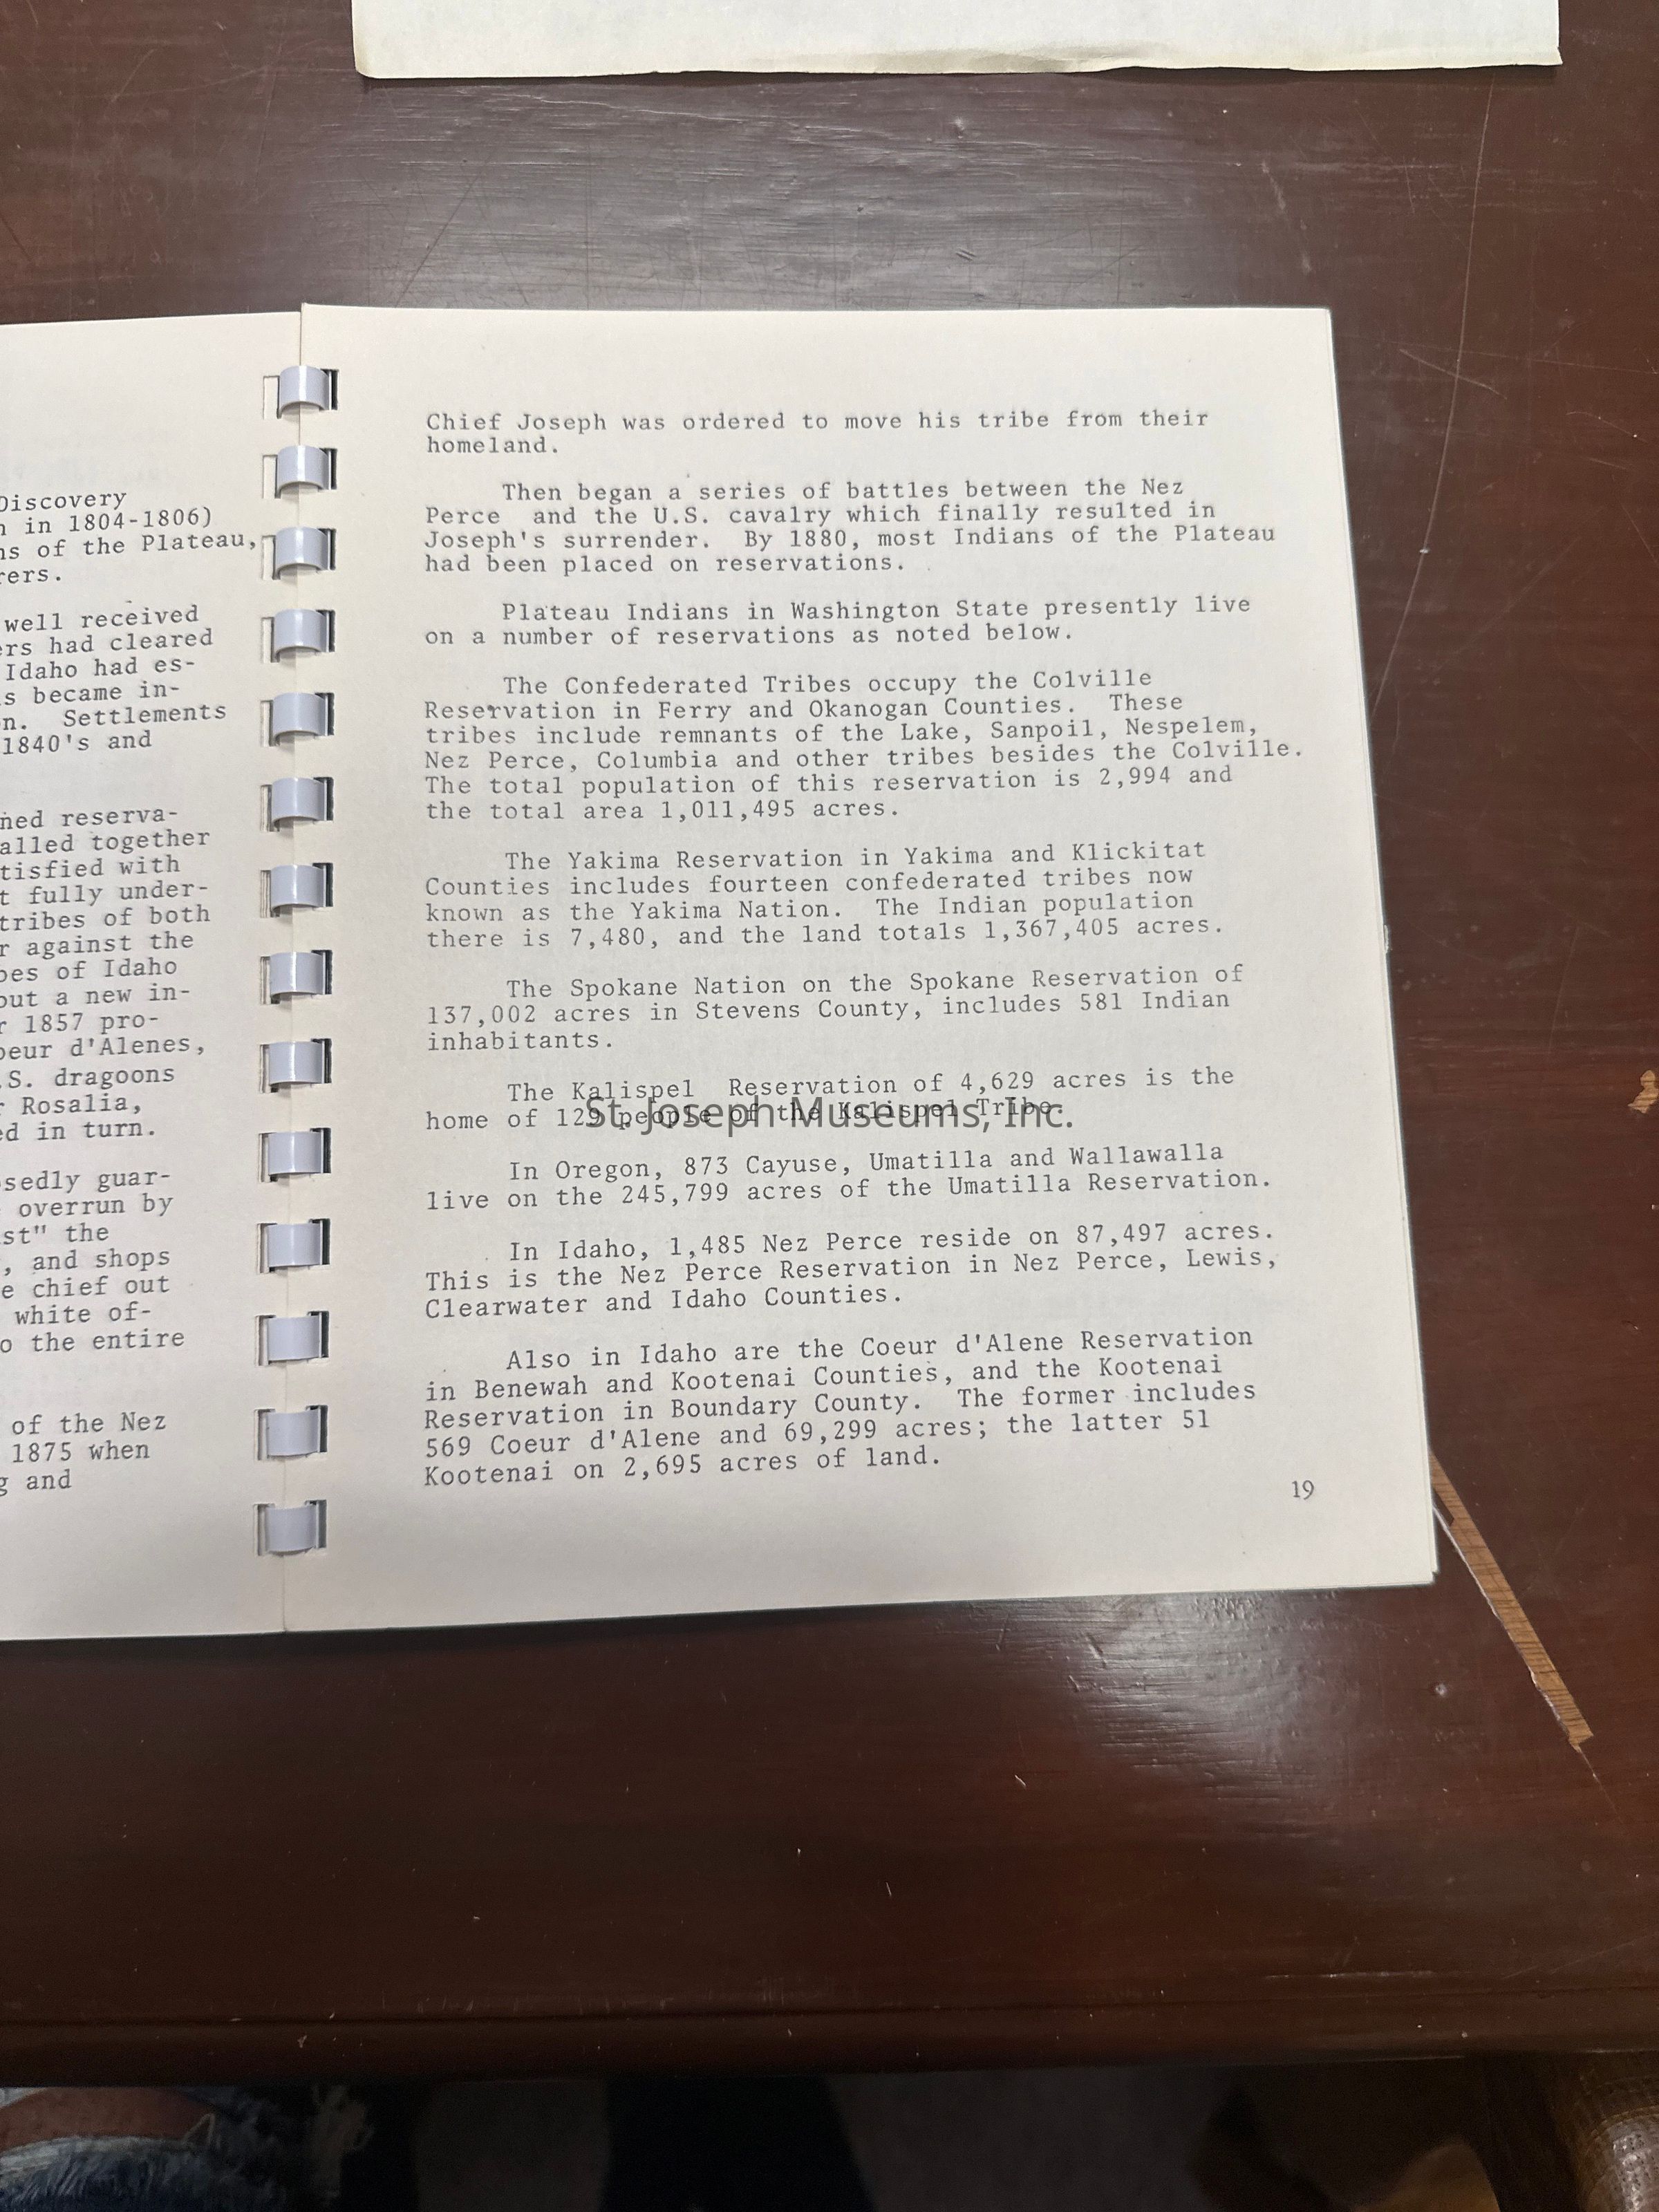 Discovery
n in 1804-1806)
ns of the Plateau,
rers.
well received
ers had cleared
Idaho had es-
s became in-
n. Settlements
1840's and
ned reserva-
alled together
tisfied with
t fully under-
tribes of both
r against the
bes of Idaho
out a new in-
r 1857 pro-
oeur d'Alenes,
.S. dragoons
r Rosalia,
ed in turn.
sedly guar-
overrun by
st" the
, and shops
e chief out
white of-
o the entire
of the Nez
1875 when
g and
Chief Joseph was ordered to move his tribe from their
homeland.
Then began a series of battles between the Nez
Perce and the U.S. cavalry which finally resulted in
Joseph's surrender. By 1880, most Indians of the Plateau
had been placed on reservations.
Plateau Indians in Washington State presently live
on a number of reservations as noted below.
The Confederated Tribes occupy the Colville
Reservation in Ferry and Okanogan Counties. These
tribes include remnants of the Lake, Sanpoil, Nespelem,
Nez Perce, Columbia and other tribes besides the Colville.
The total population of this reservation is 2,994 and
the total area 1,011,495 acres.
The Yakima Reservation in Yakima and Klickitat
Counties includes fourteen confederated tribes now
known as the Yakima Nation. The Indian population
there is 7,480, and the land totals 1,367,405 acres.
The Spokane Nation on the Spokane Reservation of
137,002 acres in Stevens County, includes 581 Indian
inhabitants.
The Kalispel Reservation of 4,629 acres is the
home of 129 people of the Kalispel Tribe.
St. Joseph Museums, Inc.
In Oregon, 873 Cayuse, Umatilla and Wallawalla
live on the 245,799 acres of the Umatilla Reservation.
In Idaho, 1,485 Nez Perce reside on 87,497 acres.
This is the Nez Perce Reservation in Nez Perce, Lewis,
Clearwater and Idaho Counties.
Also in Idaho are the Coeur d'Alene Reservation
in Benewah and Kootenai Counties, and the Kootenai
Reservation in Boundary County. The former includes
569 Coeur d'Alene and 69,299 acres; the latter 51
Kootenai on 2,695 acres of land.
19